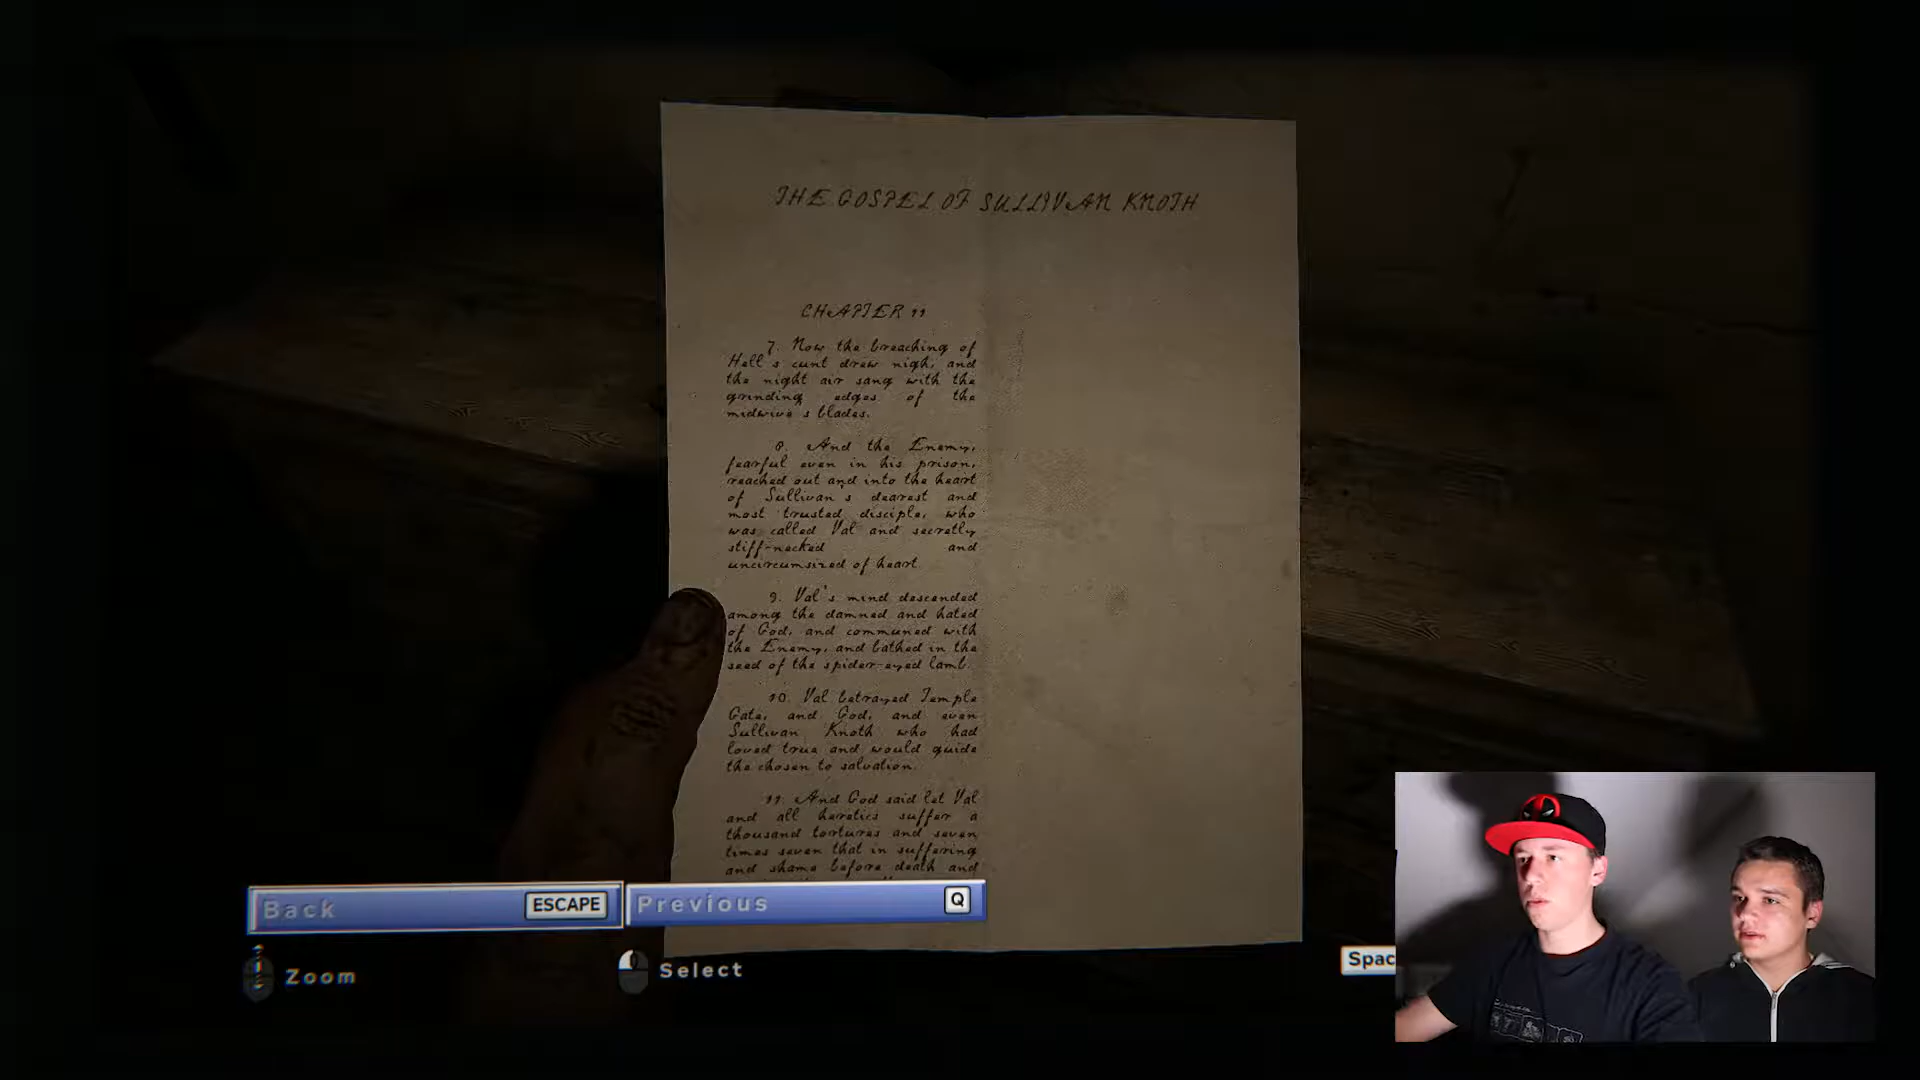 THE GOSPEL OF SULLIVAN KNOTH
CHAPTER 11
7. Now the breaching of
Hell s cunt drew nigh, and
the night air sang with the
grinding edges of the
midwive s blades.
8. And the Enemy,
fearful even in his prison,
reached out and into the heart
of Sullivan s dearest and
most trusted disciple, who
was called Val and secretly
stiff-necked and
uncircumsized of heart.
9. Val's mind descended
among the damned and hated
of God, and communed with
the Enemy, and bathed in the
seed of the spider-eyed lamb.
10. Val betrayed Temple
Gate, and God, and even
Sullivan Knoth who had
loved true and would guide
the chosen to salvation.
11. And God said let Val
and all heretics suffer a
thousand tortures and seven
times seven that in suffering
and shame before death and
Back ESCAPE Previous Q
Zoom Select Spac